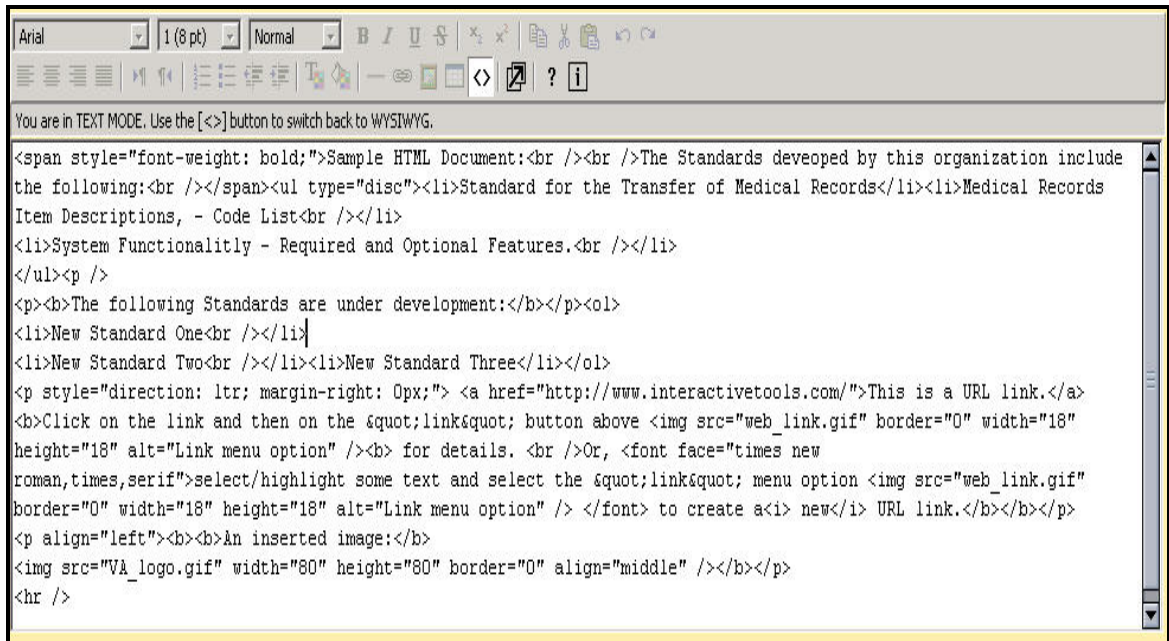 Arial 1 (8 pt) Normal B I U S x₂ x²
<> ? i
You are in TEXT MODE. Use the [<>] button to switch back to WYSIWYG.
<span style="font-weight: bold;">Sample HTML Document:<br /><br />The Standards deveoped by this organization include
the following:<br /></span><ul type="disc"><li>Standard for the Transfer of Medical Records</li><li>Medical Records
Item Descriptions, - Code List<br /></li>
<li>System Functionalitly - Required and Optional Features.<br /></li>
</ul><p />
<p><b>The following Standards are under development:</b></p><ol>
<li>New Standard One<br /></li>
<li>New Standard Two<br /></li><li>New Standard Three</li></ol>
<p style="direction: ltr; margin-right: 0px;"> <a href="http://www.interactivetools.com/">This is a URL link.</a>
<b>Click on the link and then on the &quot;link&quot; button above <img src="web_link.gif" border="0" width="18"
height="18" alt="Link menu option" /><b> for details. <br />Or, <font face="times new
roman,times,serif">select/highlight some text and select the &quot;link&quot; menu option <img src="web_link.gif"
border="0" width="18" height="18" alt="Link menu option" /> </font> to create a<i> new</i> URL link.</b></b></p>
<p align="left"><b><b>An inserted image:</b>
<img src="VA_logo.gif" width="80" height="80" border="0" align="middle" /></b></p>
<hr />